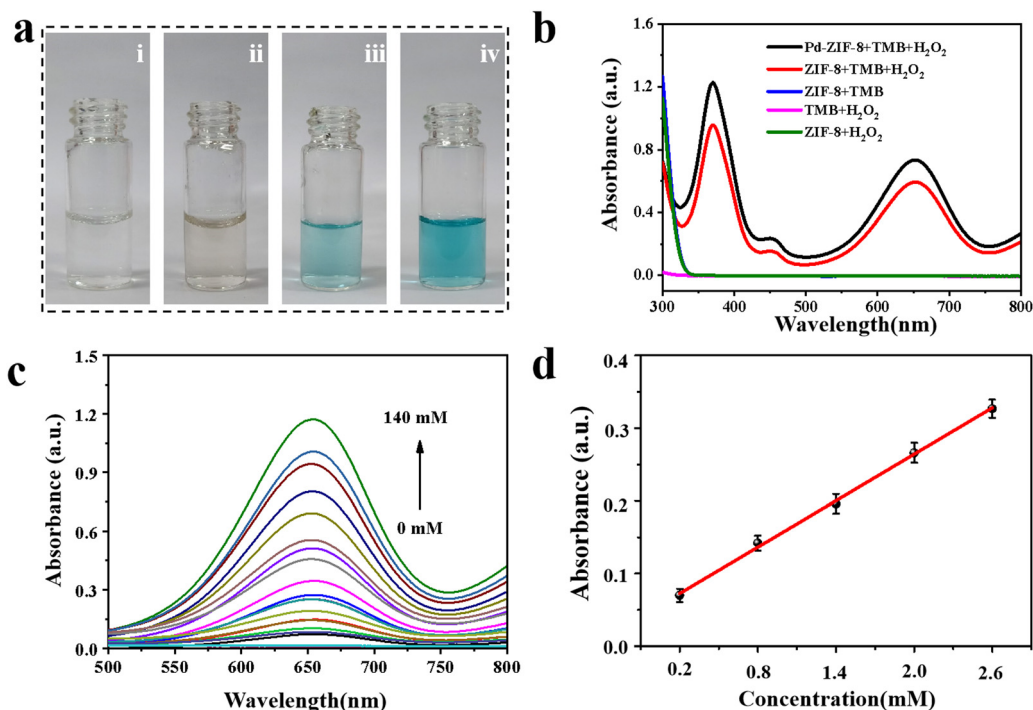 a
i
ii
iii
iv
b
Absorbance (a.u.)
1.6
1.2
0.8
0.4
0.0
Pd-ZIF-8+TMB+H₂O₂
ZIF-8+TMB+H₂O₂
ZIF-8+TMB
TMB+H₂O₂
ZIF-8+H₂O₂
300 400 500 600 700 800
Wavelength(nm)
c
Absorbance (a.u.)
1.5
1.2
0.9
0.6
0.3
0.0
140 mM
0 mM
500 550 600 650 700 750 800
Wavelength(nm)
d
Absorbance (a.u.)
0.4
0.3
0.2
0.1
0.0
0.2 0.8 1.4 2.0 2.6
Concentration(mM)